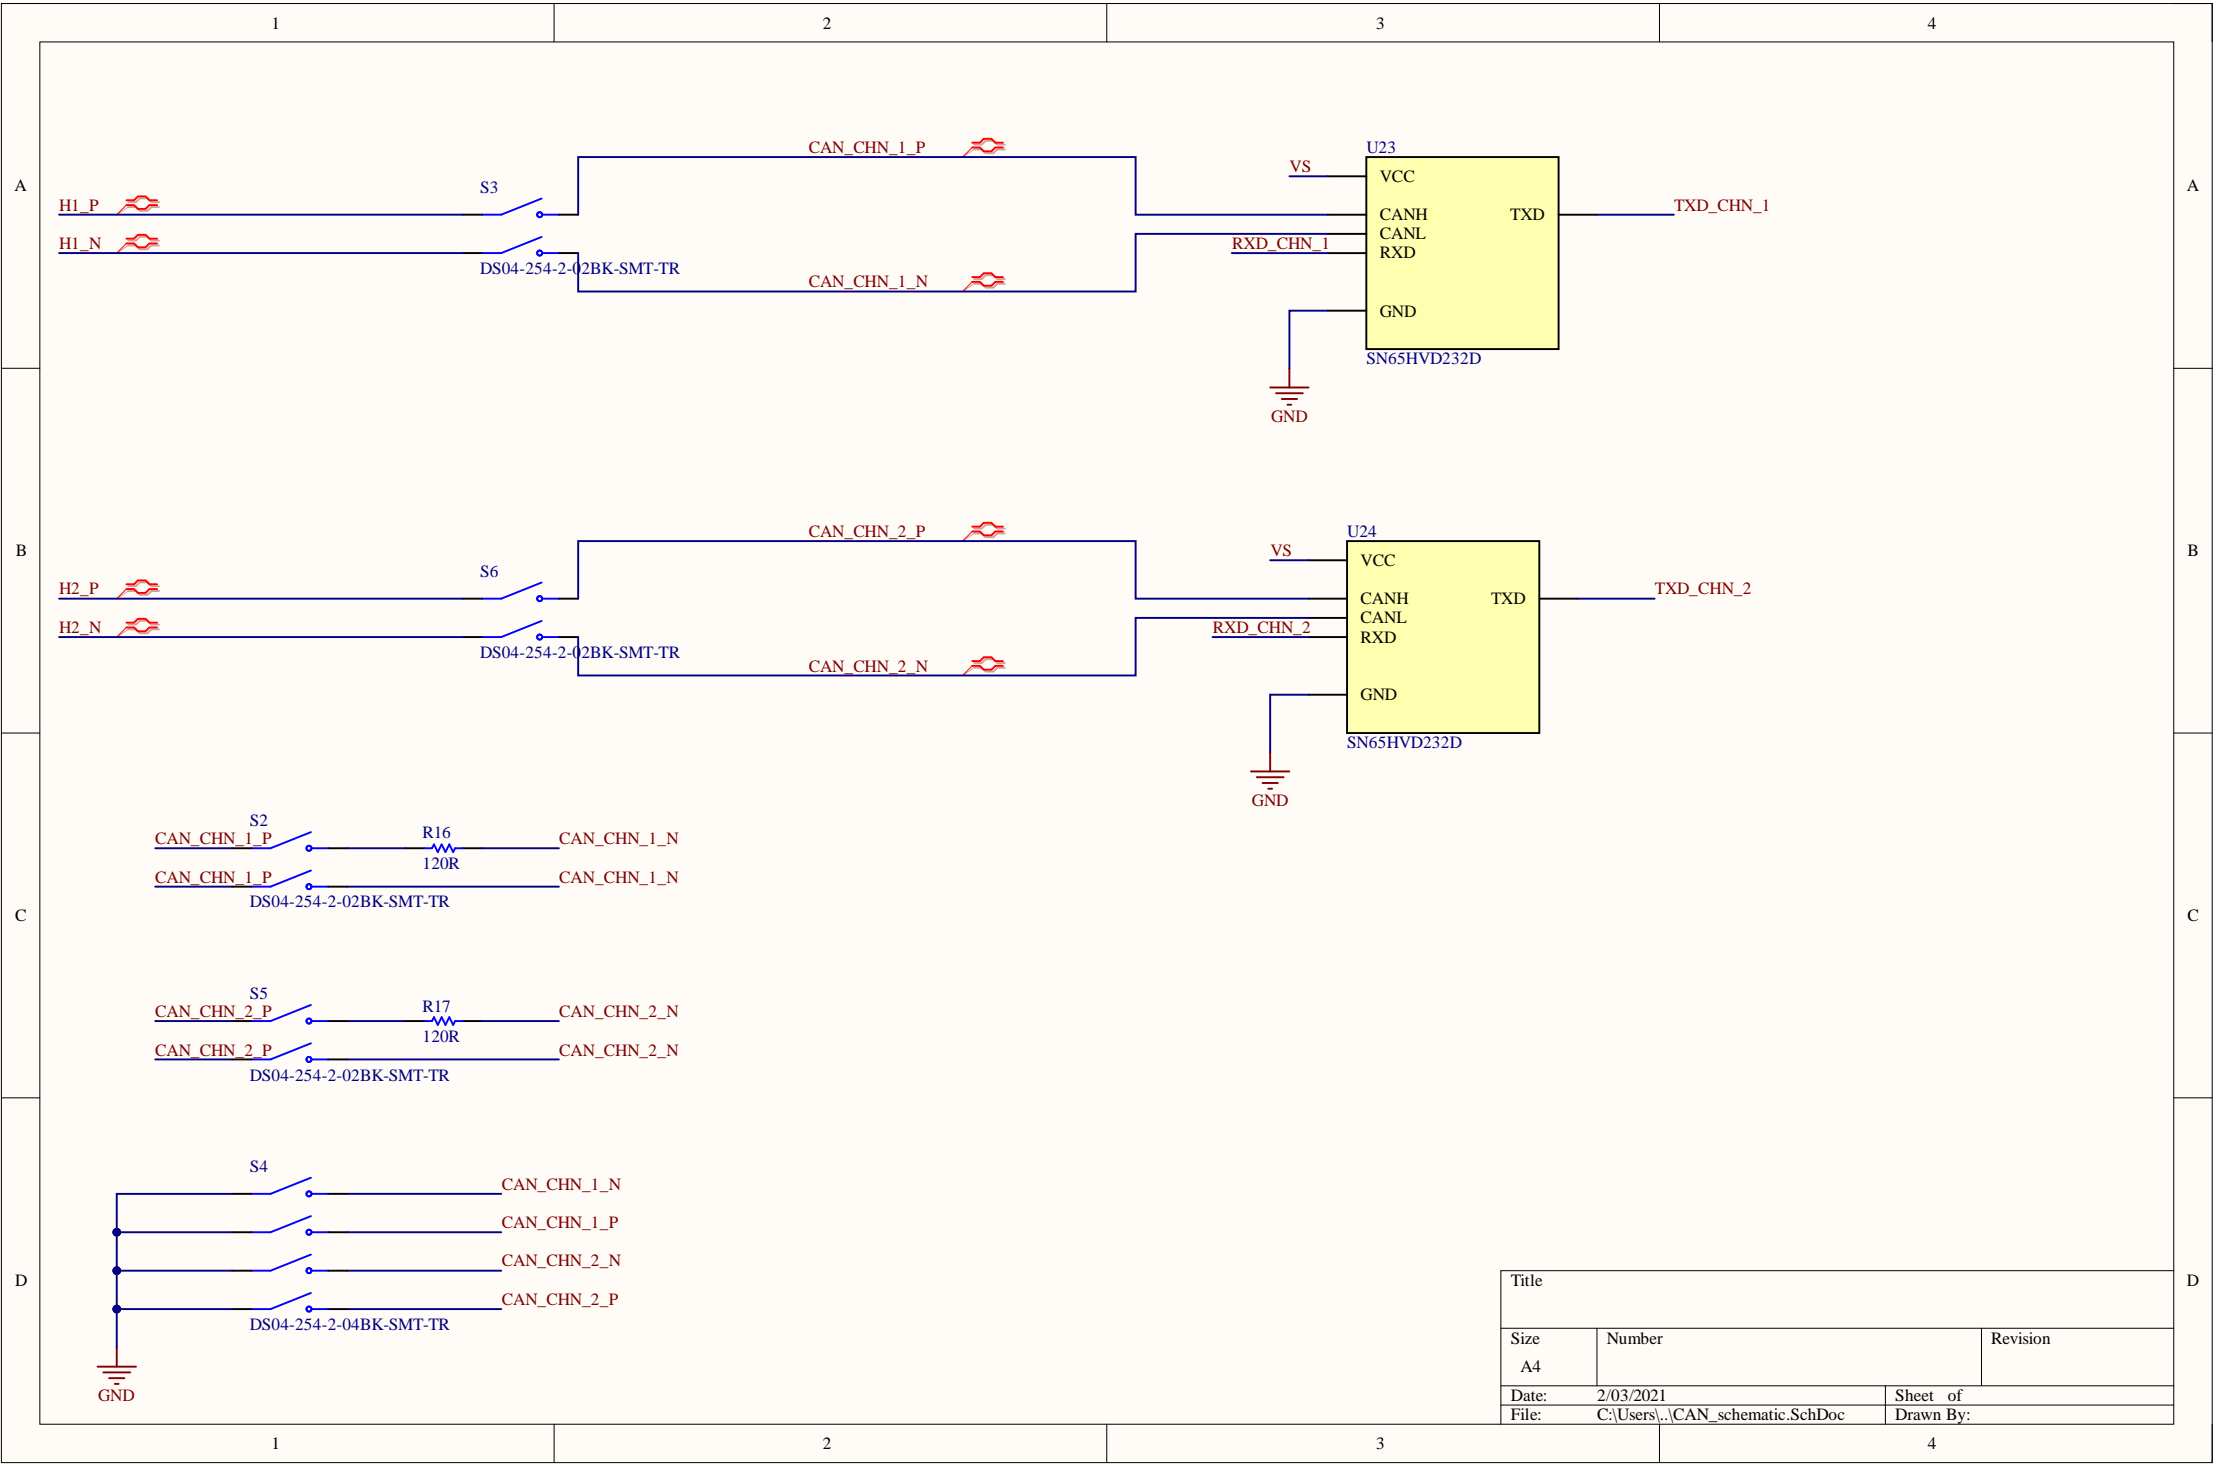 1 2 3 4
A A
CAN_CHN_1_P
U23
VS
VCC
S3
H1_P
CANH TXD
TXD_CHN_1
CANL
H1_N
RXD_CHN_1
RXD
DS04-254-2-02BK-SMT-TR
CAN_CHN_1_N
GND
SN65HVD232D
GND
B B
CAN_CHN_2_P
U24
VS
VCC
S6
H2_P
CANH TXD
TXD_CHN_2
CANL
H2_N
RXD_CHN_2
RXD
DS04-254-2-02BK-SMT-TR
CAN_CHN_2_N
GND
SN65HVD232D
GND
C C
S2
CAN_CHN_1_P
R16
CAN_CHN_1_N
120R
CAN_CHN_1_P
CAN_CHN_1_N
DS04-254-2-02BK-SMT-TR
S5
CAN_CHN_2_P
R17
CAN_CHN_2_N
120R
CAN_CHN_2_P
CAN_CHN_2_N
DS04-254-2-02BK-SMT-TR
D D
S4
CAN_CHN_1_N
CAN_CHN_1_P
CAN_CHN_2_N
CAN_CHN_2_P
DS04-254-2-04BK-SMT-TR
GND
Title
Size Number Revision
A4
Date: 2/03/2021 Sheet of
File: C:\Users\..\CAN_schematic.SchDoc Drawn By:
1 2 3 4